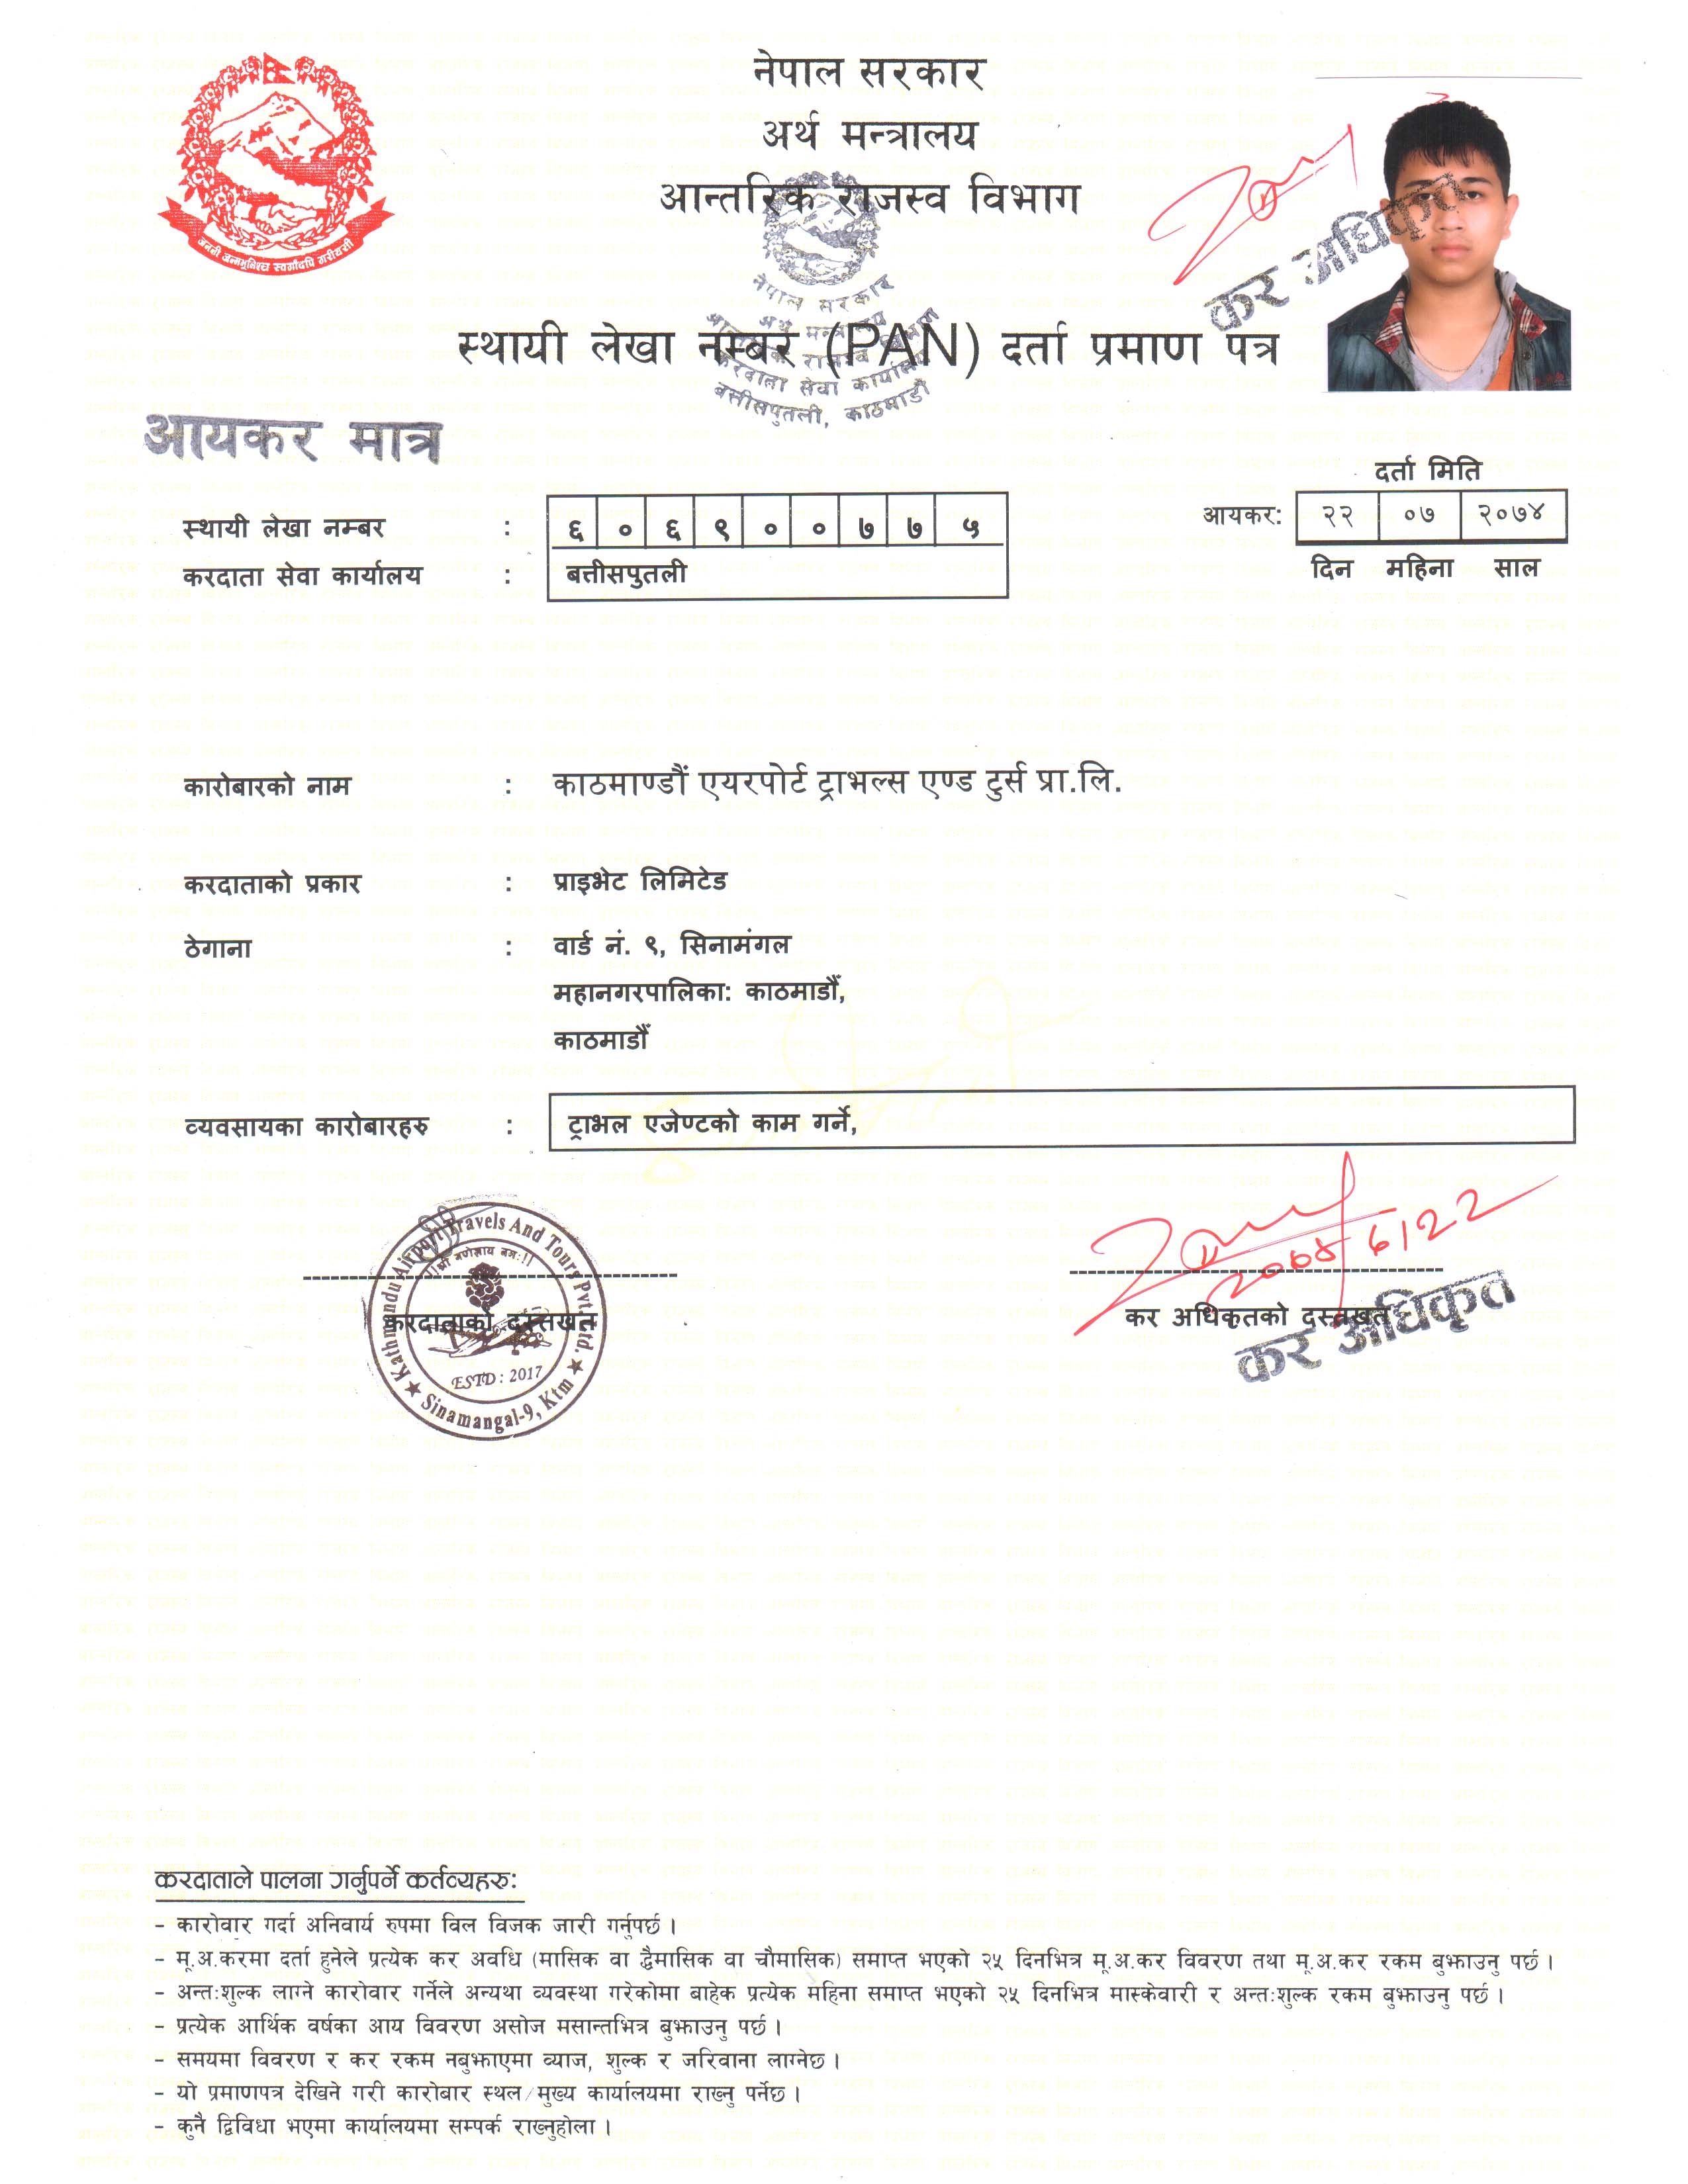 नेपाल सरकार
अर्थ मन्त्रालय
आन्तरिक राजस्व विभाग
जननी जन्मभूमिश्च स्वर्गादपि गरीयसी
कर अधिकृत
नेपाल सरकार
अर्थ मन्त्रालय
आन्तरिक राजस्व विभाग
करदाता सेवा कार्यालय
बत्तीसपुतली, काठमाडौं
स्थायी लेखा नम्बर (PAN) दर्ता प्रमाण पत्र
आयकर मात्र
दर्ता मिति
स्थायी लेखा नम्बर : ६ ० ६ ९ ० ० ७ ७ ५
आयकर: २२ ०७ २०७४
दिन महिना साल
करदाता सेवा कार्यालय : बत्तीसपुतली
कारोबारको नाम : काठमाण्डौं एयरपोर्ट ट्राभल्स एण्ड टुर्स प्रा.लि.
करदाताको प्रकार : प्राइभेट लिमिटेड
ठेगाना : वार्ड नं. ९, सिनामंगल
महानगरपालिका: काठमाडौं,
काठमाडौं
व्यवसायका कारोबारहरु : ट्राभल एजेण्टको काम गर्ने,
Kathmandu Airport Travels And Tours Pvt. Ltd.
।।श्री गणेशाय नमः।।
ESTD : 2017
Sinamangal-9, Ktm
करदाताको दस्तखत
कर अधिकृतको दस्तखत
कर अधिकृत
करदाताले पालना गर्नुपर्ने कर्तव्यहरु:
- कारोवार गर्दा अनिवार्य रुपमा विल विजक जारी गर्नुपर्छ ।
- मू.अ.करमा दर्ता हुनेले प्रत्येक कर अवधि (मासिक वा द्वैमासिक वा चौमासिक) समाप्त भएको २५ दिनभित्र मू.अ.कर विवरण तथा मू.अ.कर रकम बुझाउनु पर्छ ।
- अन्तःशुल्क लाग्ने कारोवार गर्नेले अन्यथा व्यवस्था गरेकोमा बाहेक प्रत्येक महिना समाप्त भएको २५ दिनभित्र मास्केवारी र अन्तःशुल्क रकम बुझाउनु पर्छ ।
- प्रत्येक आर्थिक वर्षका आय विवरण असोज मसान्तभित्र बुझाउनु पर्छ ।
- समयमा विवरण र कर रकम नबुझाएमा व्याज, शुल्क र जरिवाना लाग्नेछ ।
- यो प्रमाणपत्र देखिने गरी कारोबार स्थल/मुख्य कार्यालयमा राख्नु पर्नेछ ।
- कुनै द्विविधा भएमा कार्यालयमा सम्पर्क राख्नुहोला ।